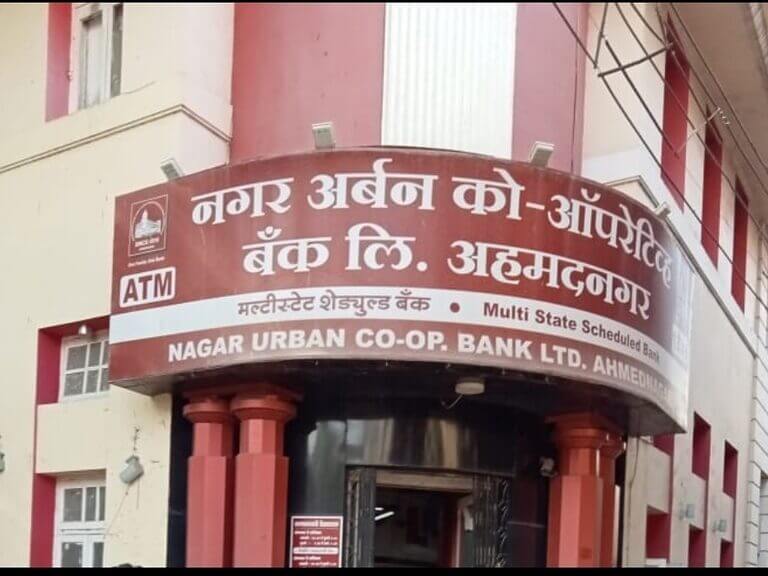 नगर अर्बन को-ऑपरेटिव्ह
बँक लि. अहमदनगर
ATM
मल्टीस्टेट शेड्युल्ड बँक • Multi State Scheduled Bank
NAGAR URBAN CO-OP. BANK LTD. AHMEDNAGAR